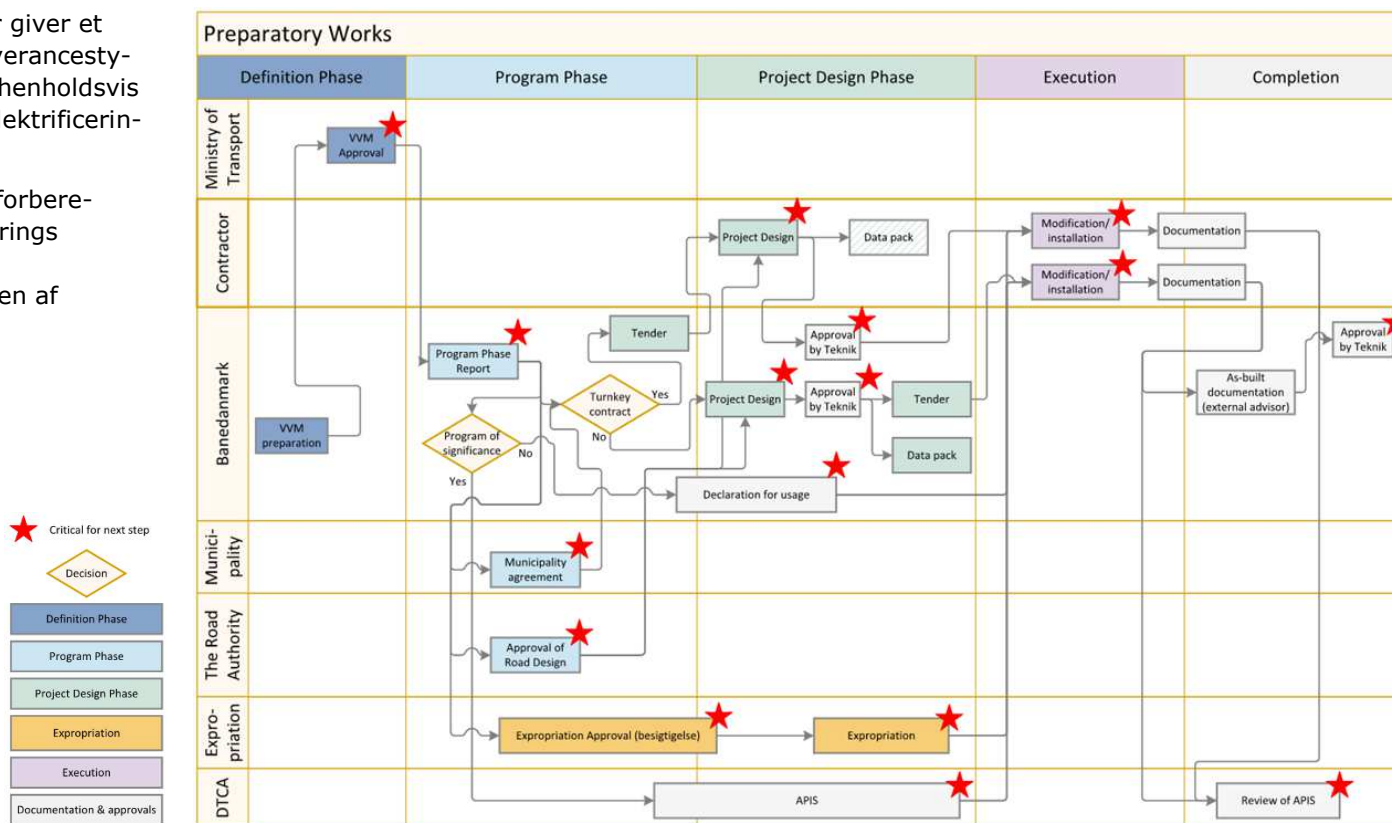 r giver et
verancesty-
henholdsvis
lektrificerin-
forbere-
rings
en af
Preparatory Works
Definition Phase
Program Phase
Project Design Phase
Execution
Completion
Ministry of
Transport
VVM
Approval
Contractor
Project Design
Data pack
Modification/
installation
Documentation
Modification/
installation
Documentation
Banedanmark
VVM
preparation
Program Phase
Report
Tender
Turnkey
contract
Yes
No
Program of
significance
No
Yes
Approval
by Teknik
Project Design
Approval
by Teknik
Tender
Data pack
Declaration for usage
As-built
documentation
(external advisor)
Approval
by Teknik
Munici-
pality
Municipality
agreement
The Road
Authority
Approval of
Road Design
Expro-
priation
Expropriation Approval (besigtigelse)
Expropriation
DTCA
APIS
Review of APIS
Critical for next step
Decision
Definition Phase
Program Phase
Project Design Phase
Expropriation
Execution
Documentation & approvals